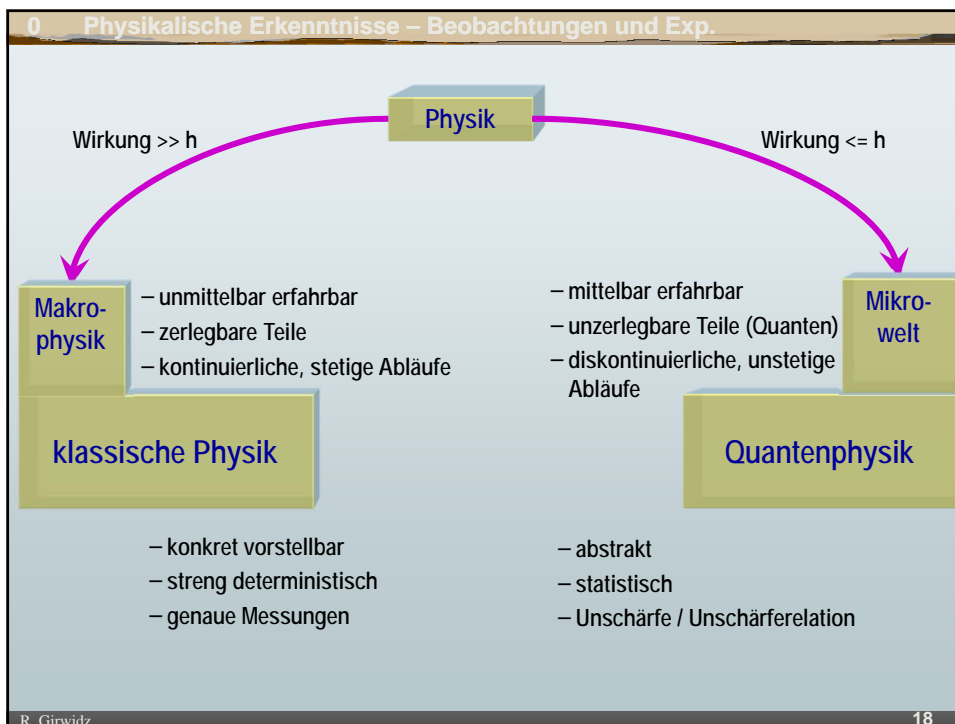 0 Physikalische Erkenntnisse – Beobachtungen und Exp.
Physik
Wirkung >> h
Wirkung <= h
Makro-
physik
– unmittelbar erfahrbar
– zerlegbare Teile
– kontinuierliche, stetige Abläufe
– mittelbar erfahrbar
– unzerlegbare Teile (Quanten)
– diskontinuierliche, unstetige
Abläufe
Mikro-
welt
klassische Physik
Quantenphysik
– konkret vorstellbar
– streng deterministisch
– genaue Messungen
– abstrakt
– statistisch
– Unschärfe / Unschärferelation
R. Girwidz
18